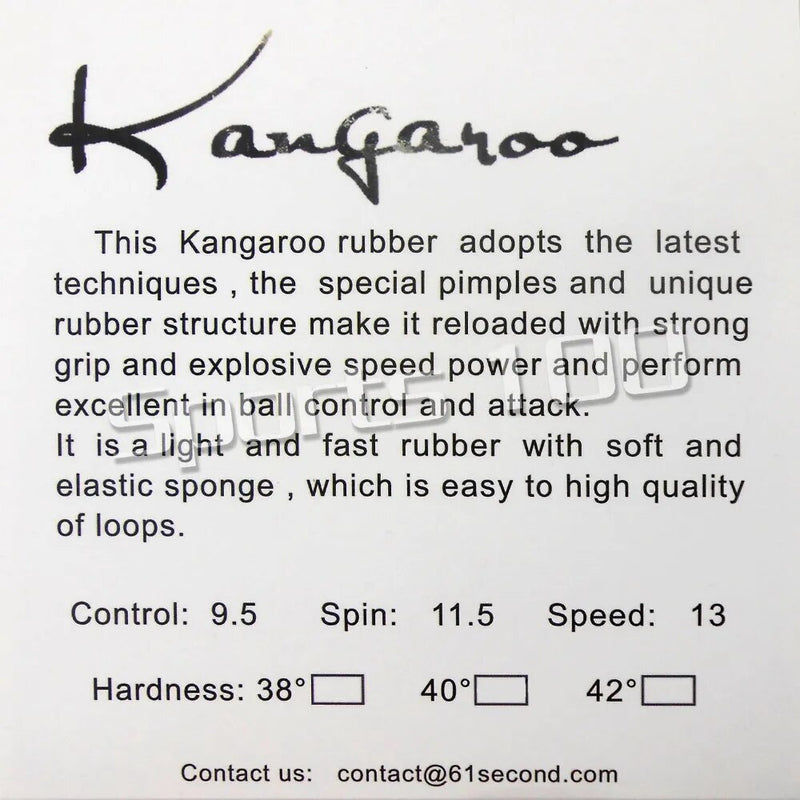 Kangaroo
This Kangaroo rubber adopts the latest
techniques , the special pimples and unique
rubber structure make it reloaded with strong
grip and explosive speed power and perform
excellent in ball control and attack.
It is a light and fast rubber with soft and
elastic sponge , which is easy to high quality
of loops.
Sports 100
Control: 9.5 Spin: 11.5 Speed: 13
Hardness: 38° 40° 42°
Contact us: contact@61second.com